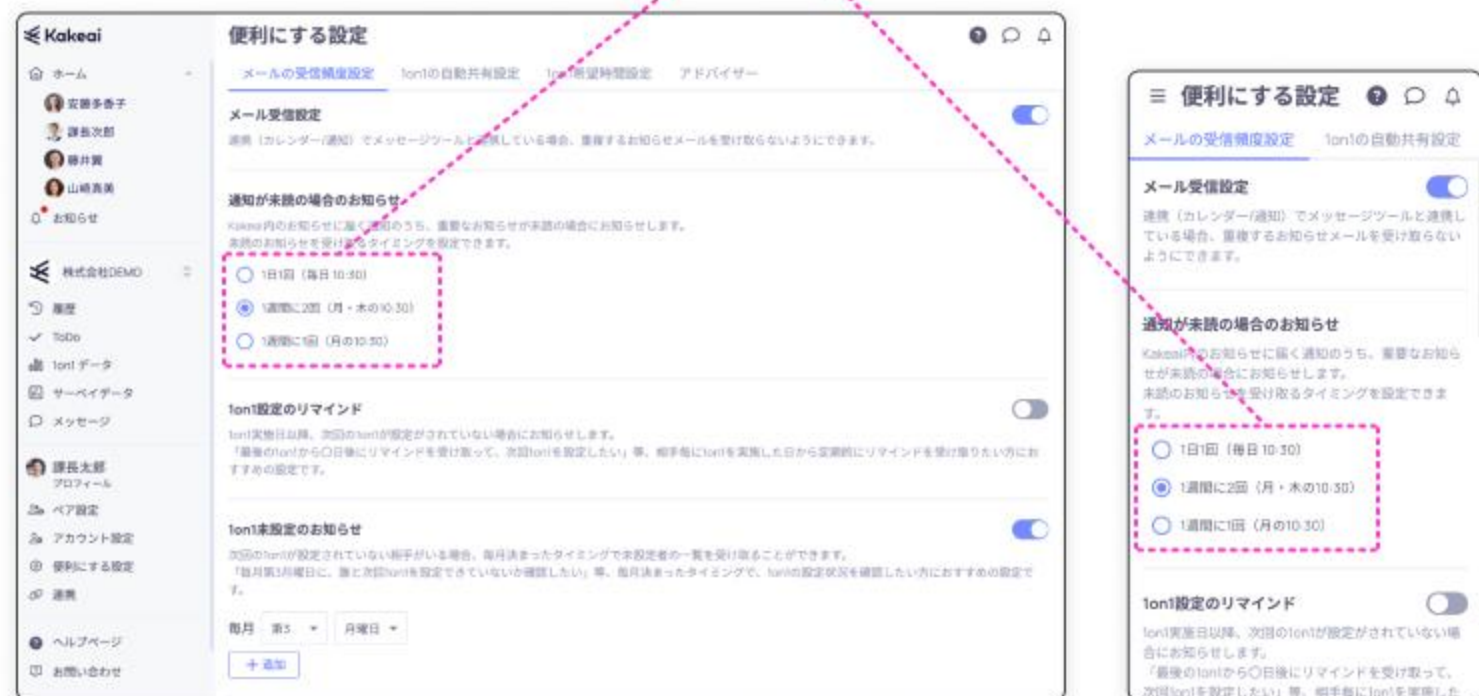 Kakeai
ホーム
安藤多香子
課長次郎
藤井翼
山崎真美
お知らせ
株式会社DEMO
履歴
ToDo
1on1 データ
サーベイデータ
メッセージ
課長太郎
プロフィール
ペア設定
アカウント設定
便利にする設定
連携
ヘルプページ
お問い合わせ
便利にする設定
メールの受信頻度設定 1on1の自動共有設定 1on1希望時間設定 アドバイザー
メール受信設定
連携（カレンダー/通知）でメッセージツールと連携している場合、重複するお知らせメールを受け取らないようにできます。
通知が未読の場合のお知らせ
Kakeai内のお知らせに届く通知のうち、重要なお知らせが未読の場合にお知らせします。
未読のお知らせを受け取るタイミングを設定できます。
1日1回（毎日 10:30）
1週間に2回（月・木の10:30）
1週間に1回（月の10:30）
1on1設定のリマインド
1on1実施日以降、次回の1on1が設定がされていない場合にお知らせします。
「最後の1on1から〇日後にリマインドを受け取って、次回1on1を設定したい」等、相手毎に1on1を実施した日から定期的にリマインドを受け取りたい方にお
すすめの設定です。
1on1未設定のお知らせ
次回の1on1が設定されていない相手がいる場合、毎月決まったタイミングで未設定者の一覧を受け取ることができます。
「毎月第3月曜日に、誰と次回1on1を設定できていないか確認したい」等、毎月決まったタイミングで、1on1の設定状況を確認したい方におすすめの設定で
す。
毎月 第3 月曜日
＋追加
便利にする設定
メールの受信頻度設定 1on1の自動共有設定
メール受信設定
連携（カレンダー/通知）でメッセージツールと連携し
ている場合、重複するお知らせメールを受け取らない
ようにできます。
通知が未読の場合のお知らせ
Kakeai内のお知らせに届く通知のうち、重要なお知ら
せが未読の場合にお知らせします。
未読のお知らせを受け取るタイミングを設定できま
す。
1日1回（毎日 10:30）
1週間に2回（月・木の10:30）
1週間に1回（月の10:30）
1on1設定のリマインド
1on1実施日以降、次回の1on1が設定がされていない場
合にお知らせします。
「最後の1on1から〇日後にリマインドを受け取って、
次回1on1を設定したい」等、相手毎に1on1を実施した